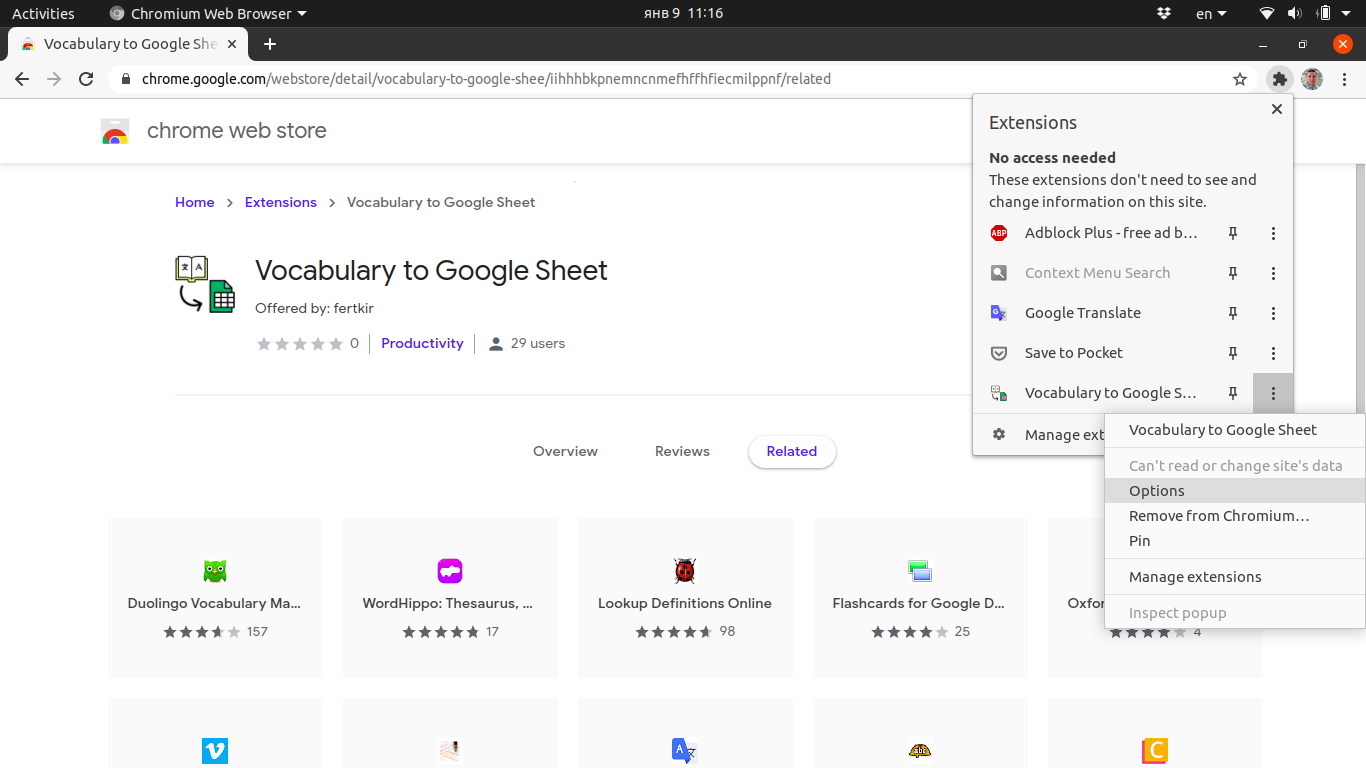 Activities
Chromium Web Browser
янв 9 11:16
en
Vocabulary to Google She
chrome.google.com/webstore/detail/vocabulary-to-google-shee/iihhhbkpnemncnmefhffhfiecmilppnf/related
chrome web store
Home
Extensions
Vocabulary to Google Sheet
Vocabulary to Google Sheet
Offered by: fertkir
0
Productivity
29 users
Overview
Reviews
Related
Duolingo Vocabulary Ma...
157
WordHippo: Thesaurus, ...
17
Lookup Definitions Online
98
Flashcards for Google D...
25
Oxfor
4
Extensions
No access needed
These extensions don't need to see and
change information on this site.
ABP
Adblock Plus - free ad b...
Context Menu Search
Google Translate
Save to Pocket
Vocabulary to Google S...
Manage ext
Vocabulary to Google Sheet
Can't read or change site's data
Options
Remove from Chromium...
Pin
Manage extensions
Inspect popup